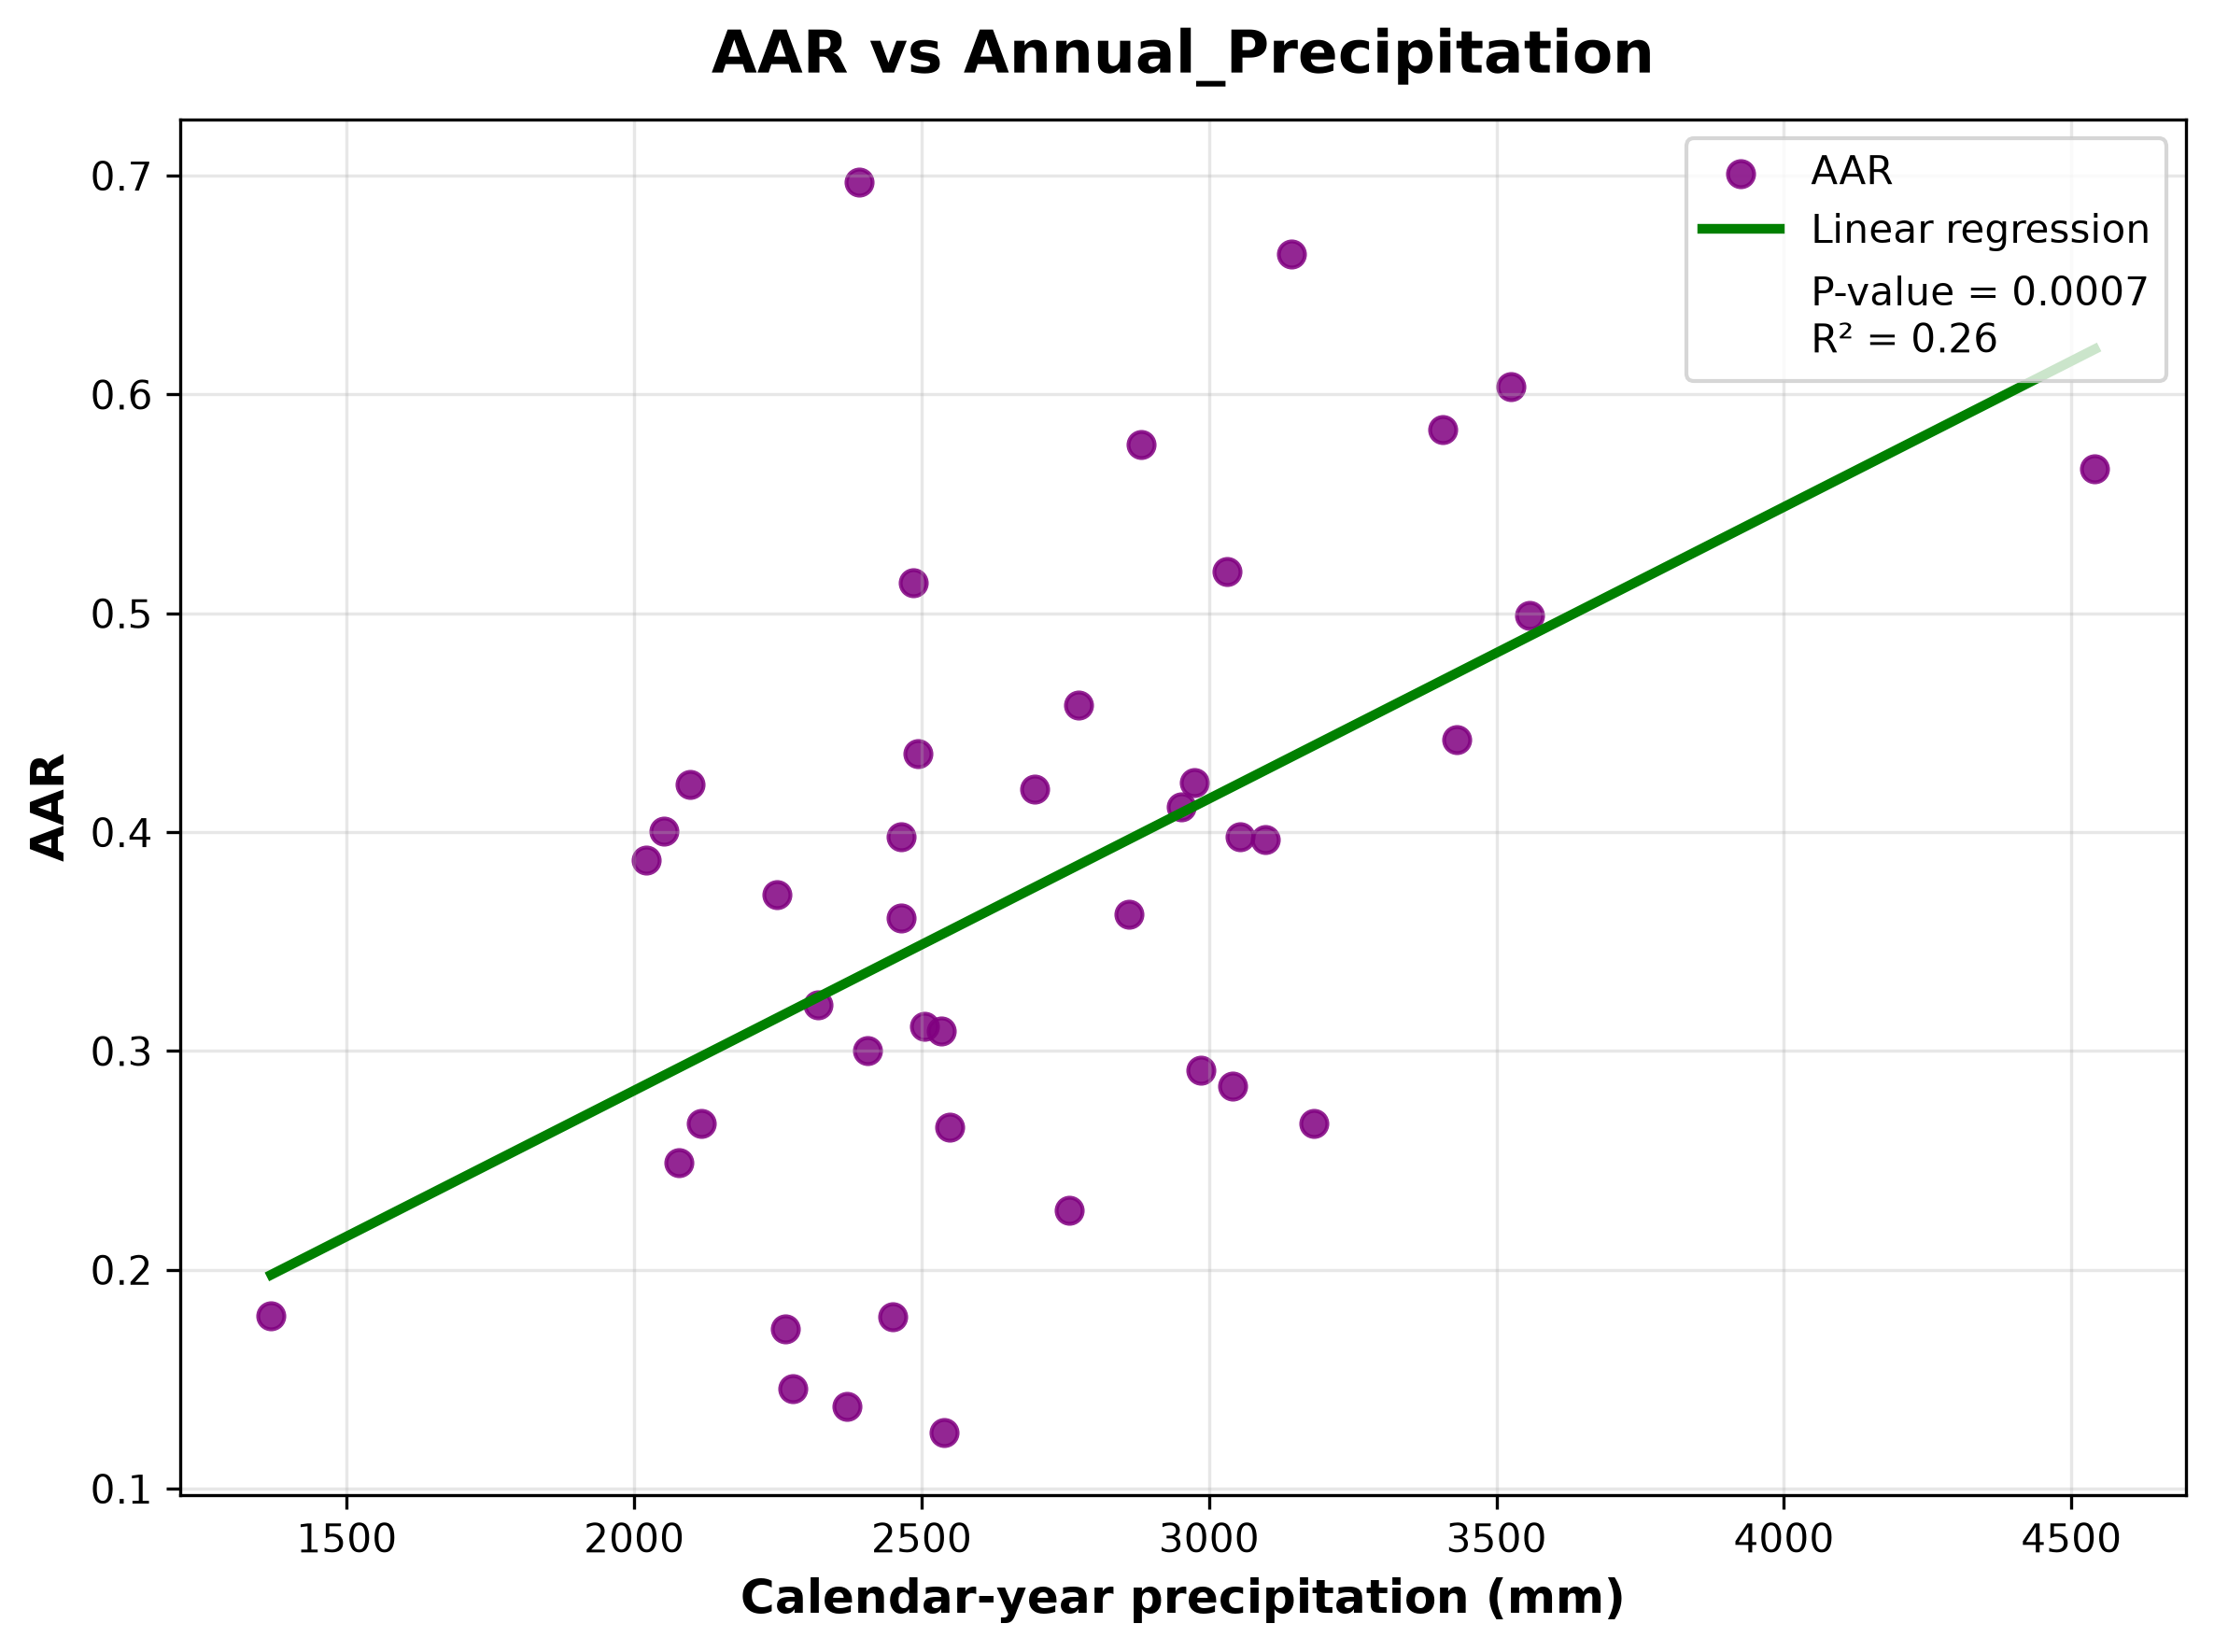 AAR vs Annual_Precipitation
AAR
Linear regression
P-value = 0.0007
R² = 0.26
0.7
0.6
0.5
0.4
0.3
0.2
0.1
AAR
1500 2000 2500 3000 3500 4000 4500
Calendar-year precipitation (mm)